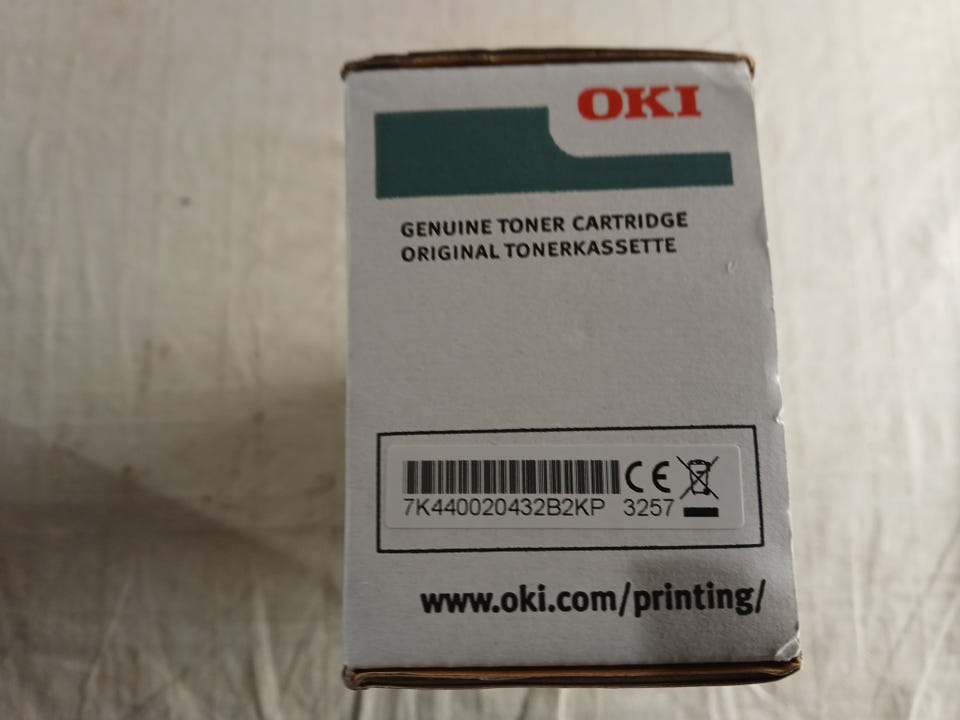 OKI
GENUINE TONER CARTRIDGE
ORIGINAL TONERKASSETTE
CE
7K440020432B2KP 3257
www.oki.com/printing/